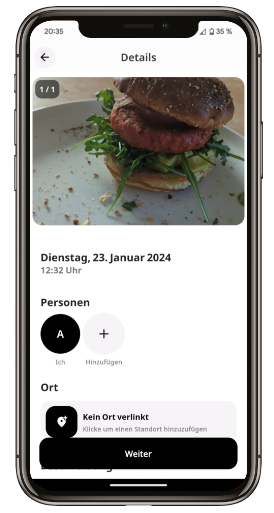 20:35
35 %
Details
1 / 1
Dienstag, 23. Januar 2024
12:32 Uhr
Personen
A
Ich
Hinzufügen
Ort
Kein Ort verlinkt
Klicke um einen Standort hinzuzufügen
Weiter